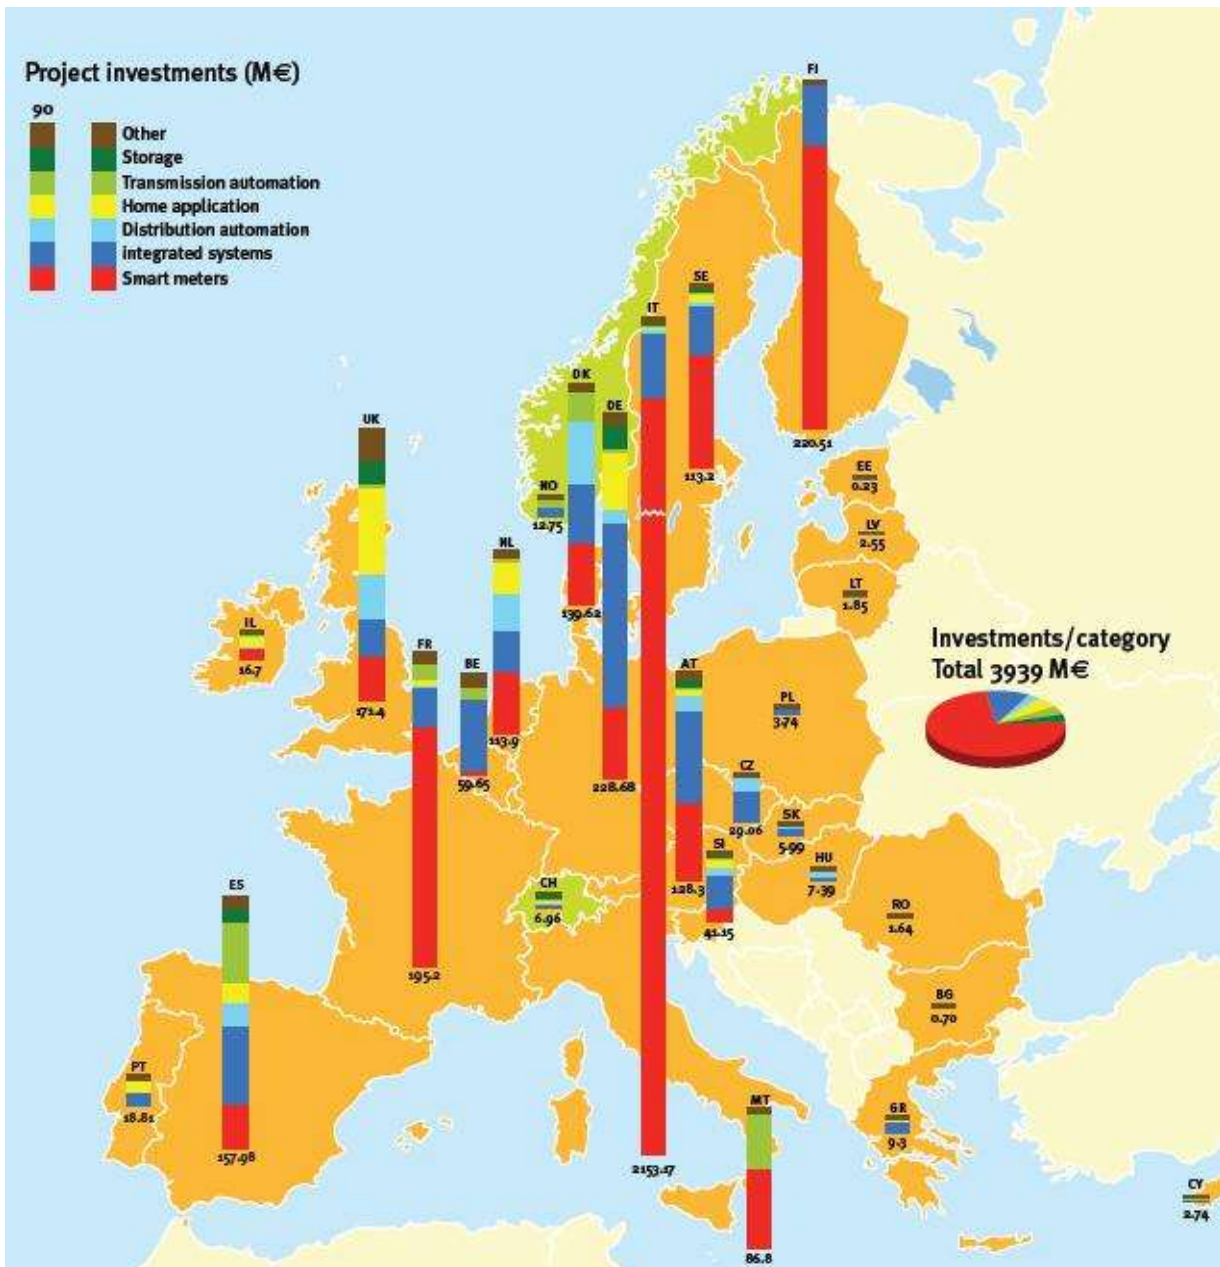 Project investments (M€)
90
Other
Storage
Transmission automation
Home application
Distribution automation
integrated systems
Smart meters
FI
220.51
SE
113.2
IT
2153.17
DK
139.62
DE
228.68
UK
171.4
NO
12.75
EE
0.23
LV
2.55
LT
1.85
NL
113.9
IL
16.7
FR
195.2
BE
59.65
AT
128.3
PL
3.74
Investments/category
Total 3939 M€
CZ
29.06
SK
5.99
SI
41.15
HU
7.39
CH
6.96
ES
157.98
RO
1.64
BG
0.70
PT
18.81
MT
86.8
GR
9.3
CY
2.74